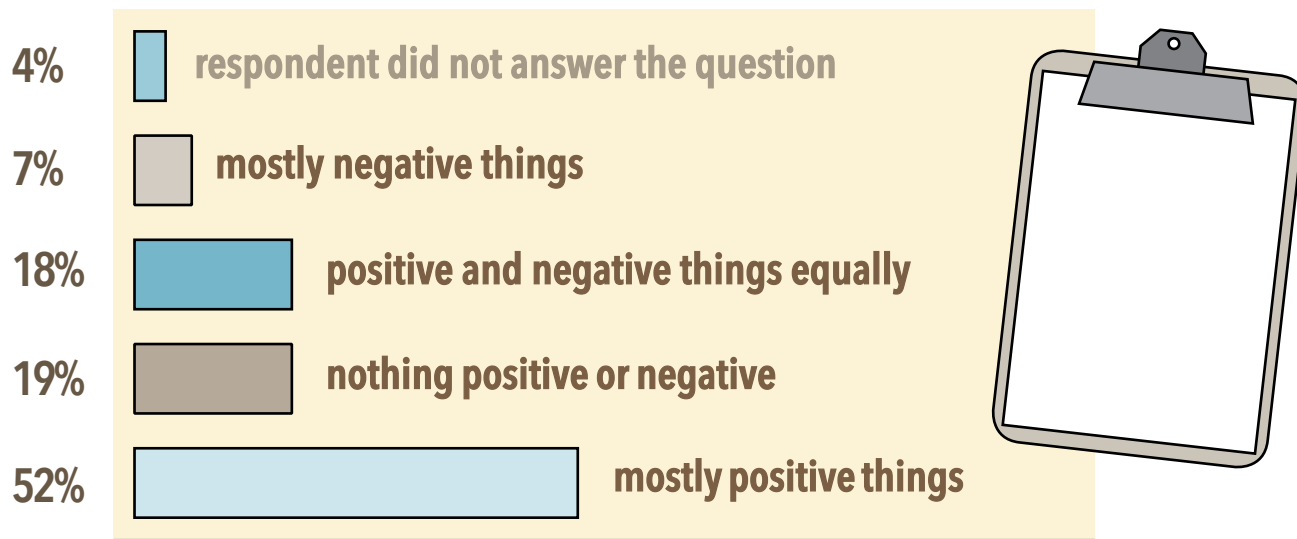 4% respondent did not answer the question
7% mostly negative things
18% positive and negative things equally
19% nothing positive or negative
52% mostly positive things